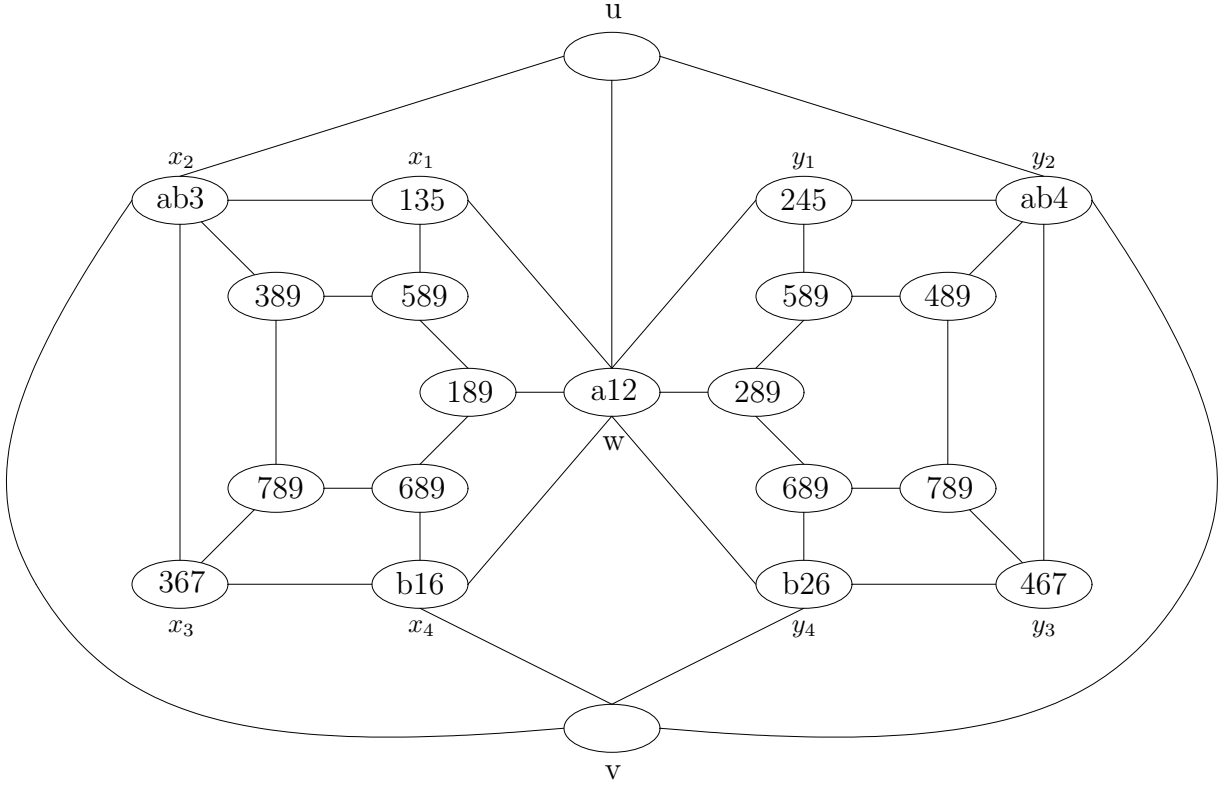 u
x₂ x₁ y₁ y₂
ab3 135 245 ab4
389 589 589 489
189 a12 289
w
789 689 689 789
367 b16 b26 467
x₃ x₄ y₄ y₃
v